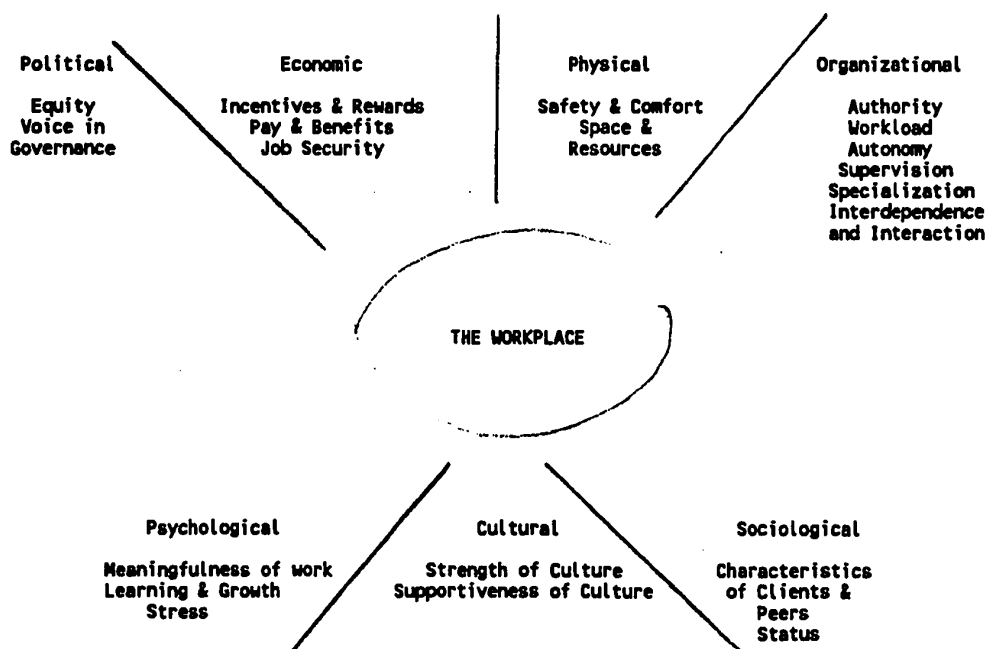 Political
Equity
Voice in
Governance
Economic
Incentives & Rewards
Pay & Benefits
Job Security
Physical
Safety & Comfort
Space &
Resources
Organizational
Authority
Workload
Autonomy
Supervision
Specialization
Interdependence
and Interaction
THE WORKPLACE
Psychological
Meaningfulness of work
Learning & Growth
Stress
Cultural
Strength of Culture
Supportiveness of Culture
Sociological
Characteristics
of Clients &
Peers
Status